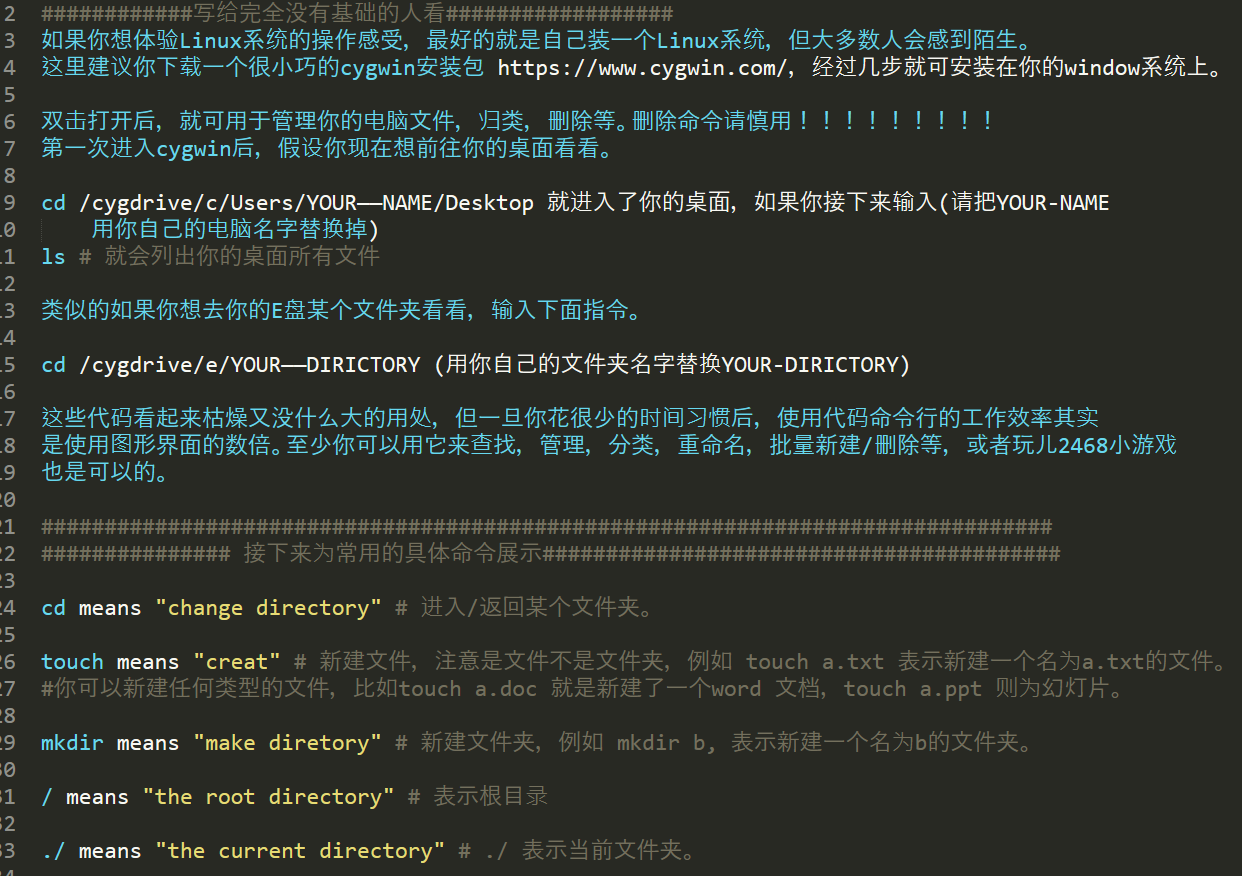 2 ############写给完全没有基础的人看##################
3 如果你想体验Linux系统的操作感受, 最好的就是自己装一个Linux系统, 但大多数人会感到陌生。
4 这里建议你下载一个很小巧的cygwin安装包 https://www.cygwin.com/, 经过几步就可安装在你的window系统上。
5
6 双击打开后, 就可用于管理你的电脑文件, 归类, 删除等。删除命令请慎用！！！！！！！！！
7 第一次进入cygwin后, 假设你现在想前往你的桌面看看。
8
9 cd /cygdrive/c/Users/YOUR——NAME/Desktop 就进入了你的桌面, 如果你接下来输入(请把YOUR-NAME
10 用你自己的电脑名字替换掉)
11 ls # 就会列出你的桌面所有文件
12
13 类似的如果你想去你的E盘某个文件夹看看, 输入下面指令。
14
15 cd /cygdrive/e/YOUR——DIRICTORY (用你自己的文件夹名字替换YOUR-DIRICTORY)
16
17 这些代码看起来枯燥又没什么大的用处, 但一旦你花很少的时间习惯后, 使用代码命令行的工作效率其实
18 是使用图形界面的数倍。至少你可以用它来查找, 管理, 分类, 重命名, 批量新建/删除等, 或者玩儿2468小游戏
19 也是可以的。
20
21 ################################################################################
22 ############### 接下来为常用的具体命令展示#########################################
23
24 cd means "change directory" # 进入/返回某个文件夹。
25
26 touch means "creat" # 新建文件, 注意是文件不是文件夹, 例如 touch a.txt 表示新建一个名为a.txt的文件。
27 #你可以新建任何类型的文件, 比如touch a.doc 就是新建了一个word 文档, touch a.ppt 则为幻灯片。
28
29 mkdir means "make diretory" # 新建文件夹, 例如 mkdir b, 表示新建一个名为b的文件夹。
30
31 / means "the root directory" # 表示根目录
32
33 ./ means "the current directory" # ./ 表示当前文件夹。
34